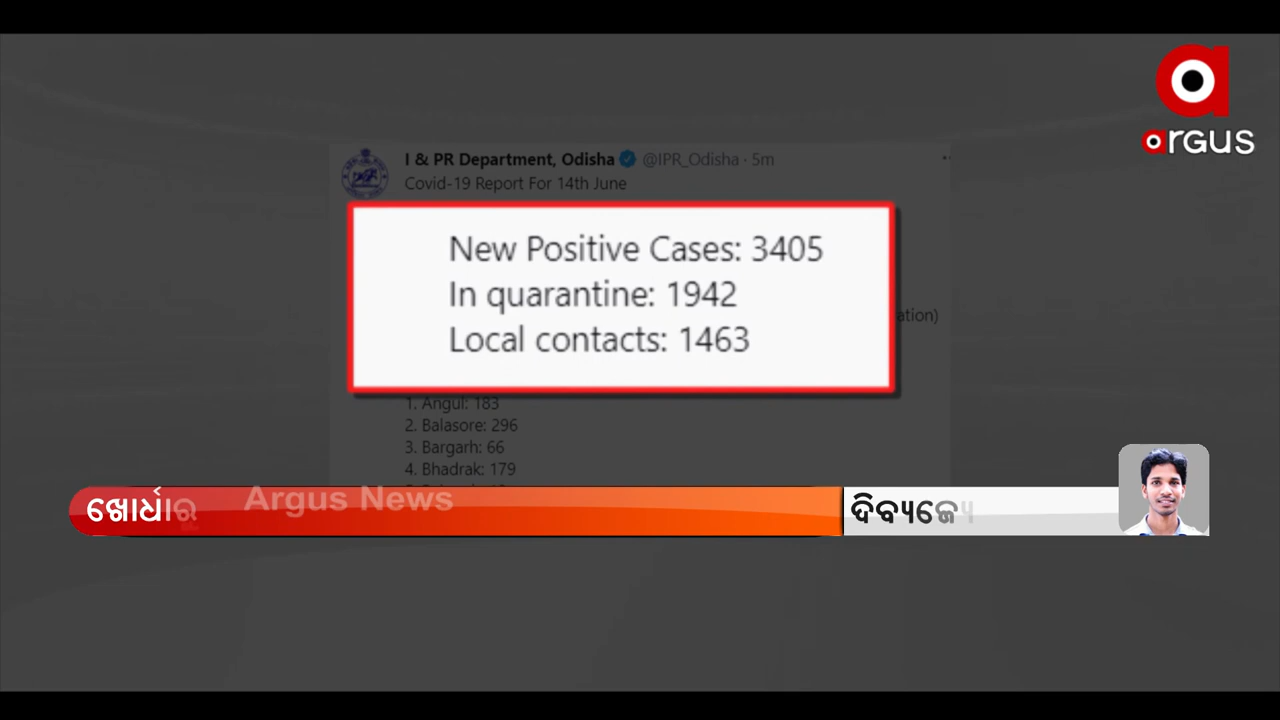 argus
I & PR Department, Odisha @IPR_Odisha · 5m
Covid-19 Report For 14th June
New Positive Cases: 3405
In quarantine: 1942
Local contacts: 1463
ation)
1. Angul: 183
2. Balasore: 296
3. Bargarh: 66
4. Bhadrak: 179
ଖୋର୍ଧାର
Argus News
ଦିବ୍ୟଜ୍ୟେ